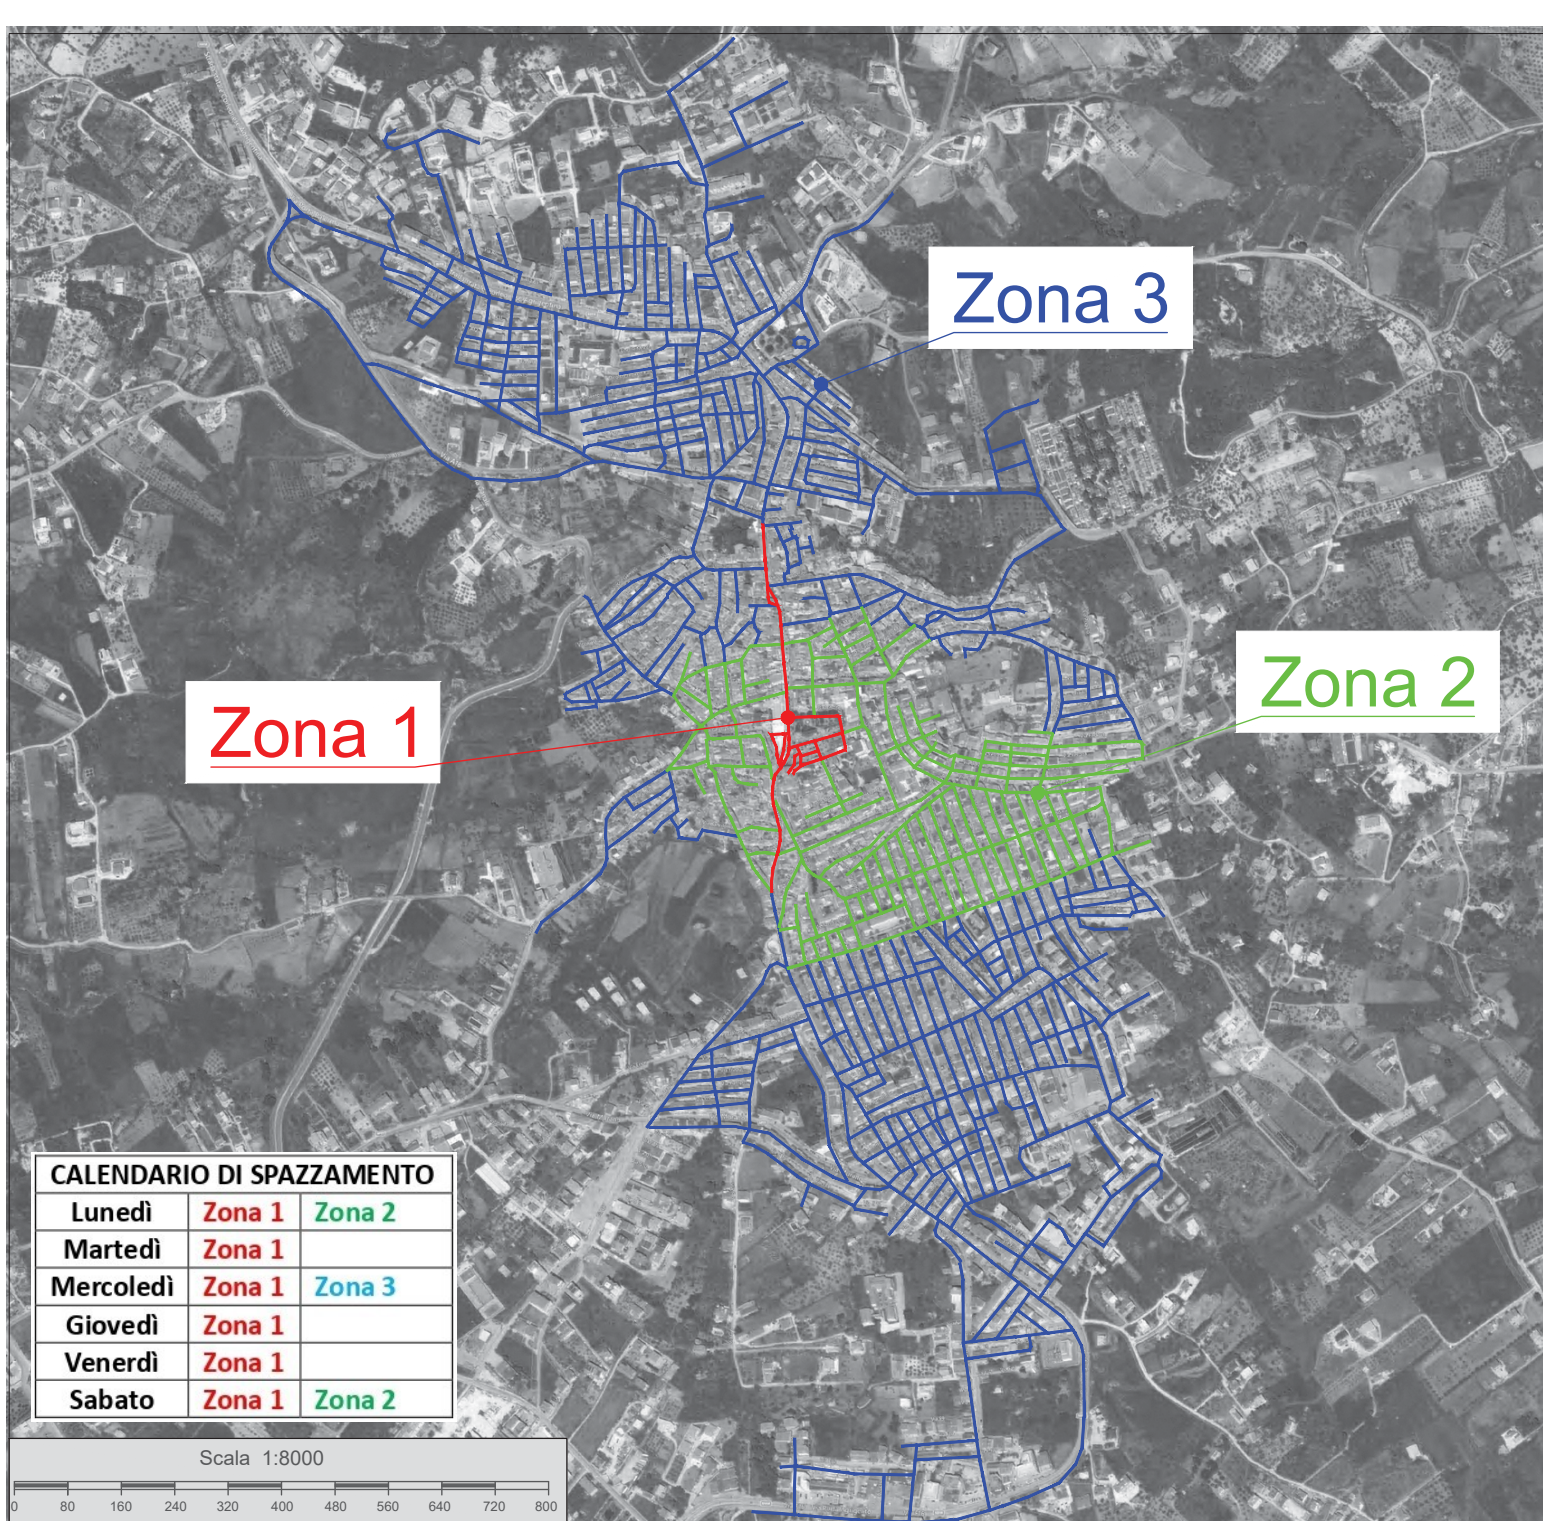 Zona 3
Zona 2
Zona 1
CALENDARIO DI SPAZZAMENTO
Lunedì Zona 1 Zona 2
Martedì Zona 1
Mercoledì Zona 1 Zona 3
Giovedì Zona 1
Venerdì Zona 1
Sabato Zona 1 Zona 2
Scala 1:8000
0 80 160 240 320 400 480 560 640 720 800